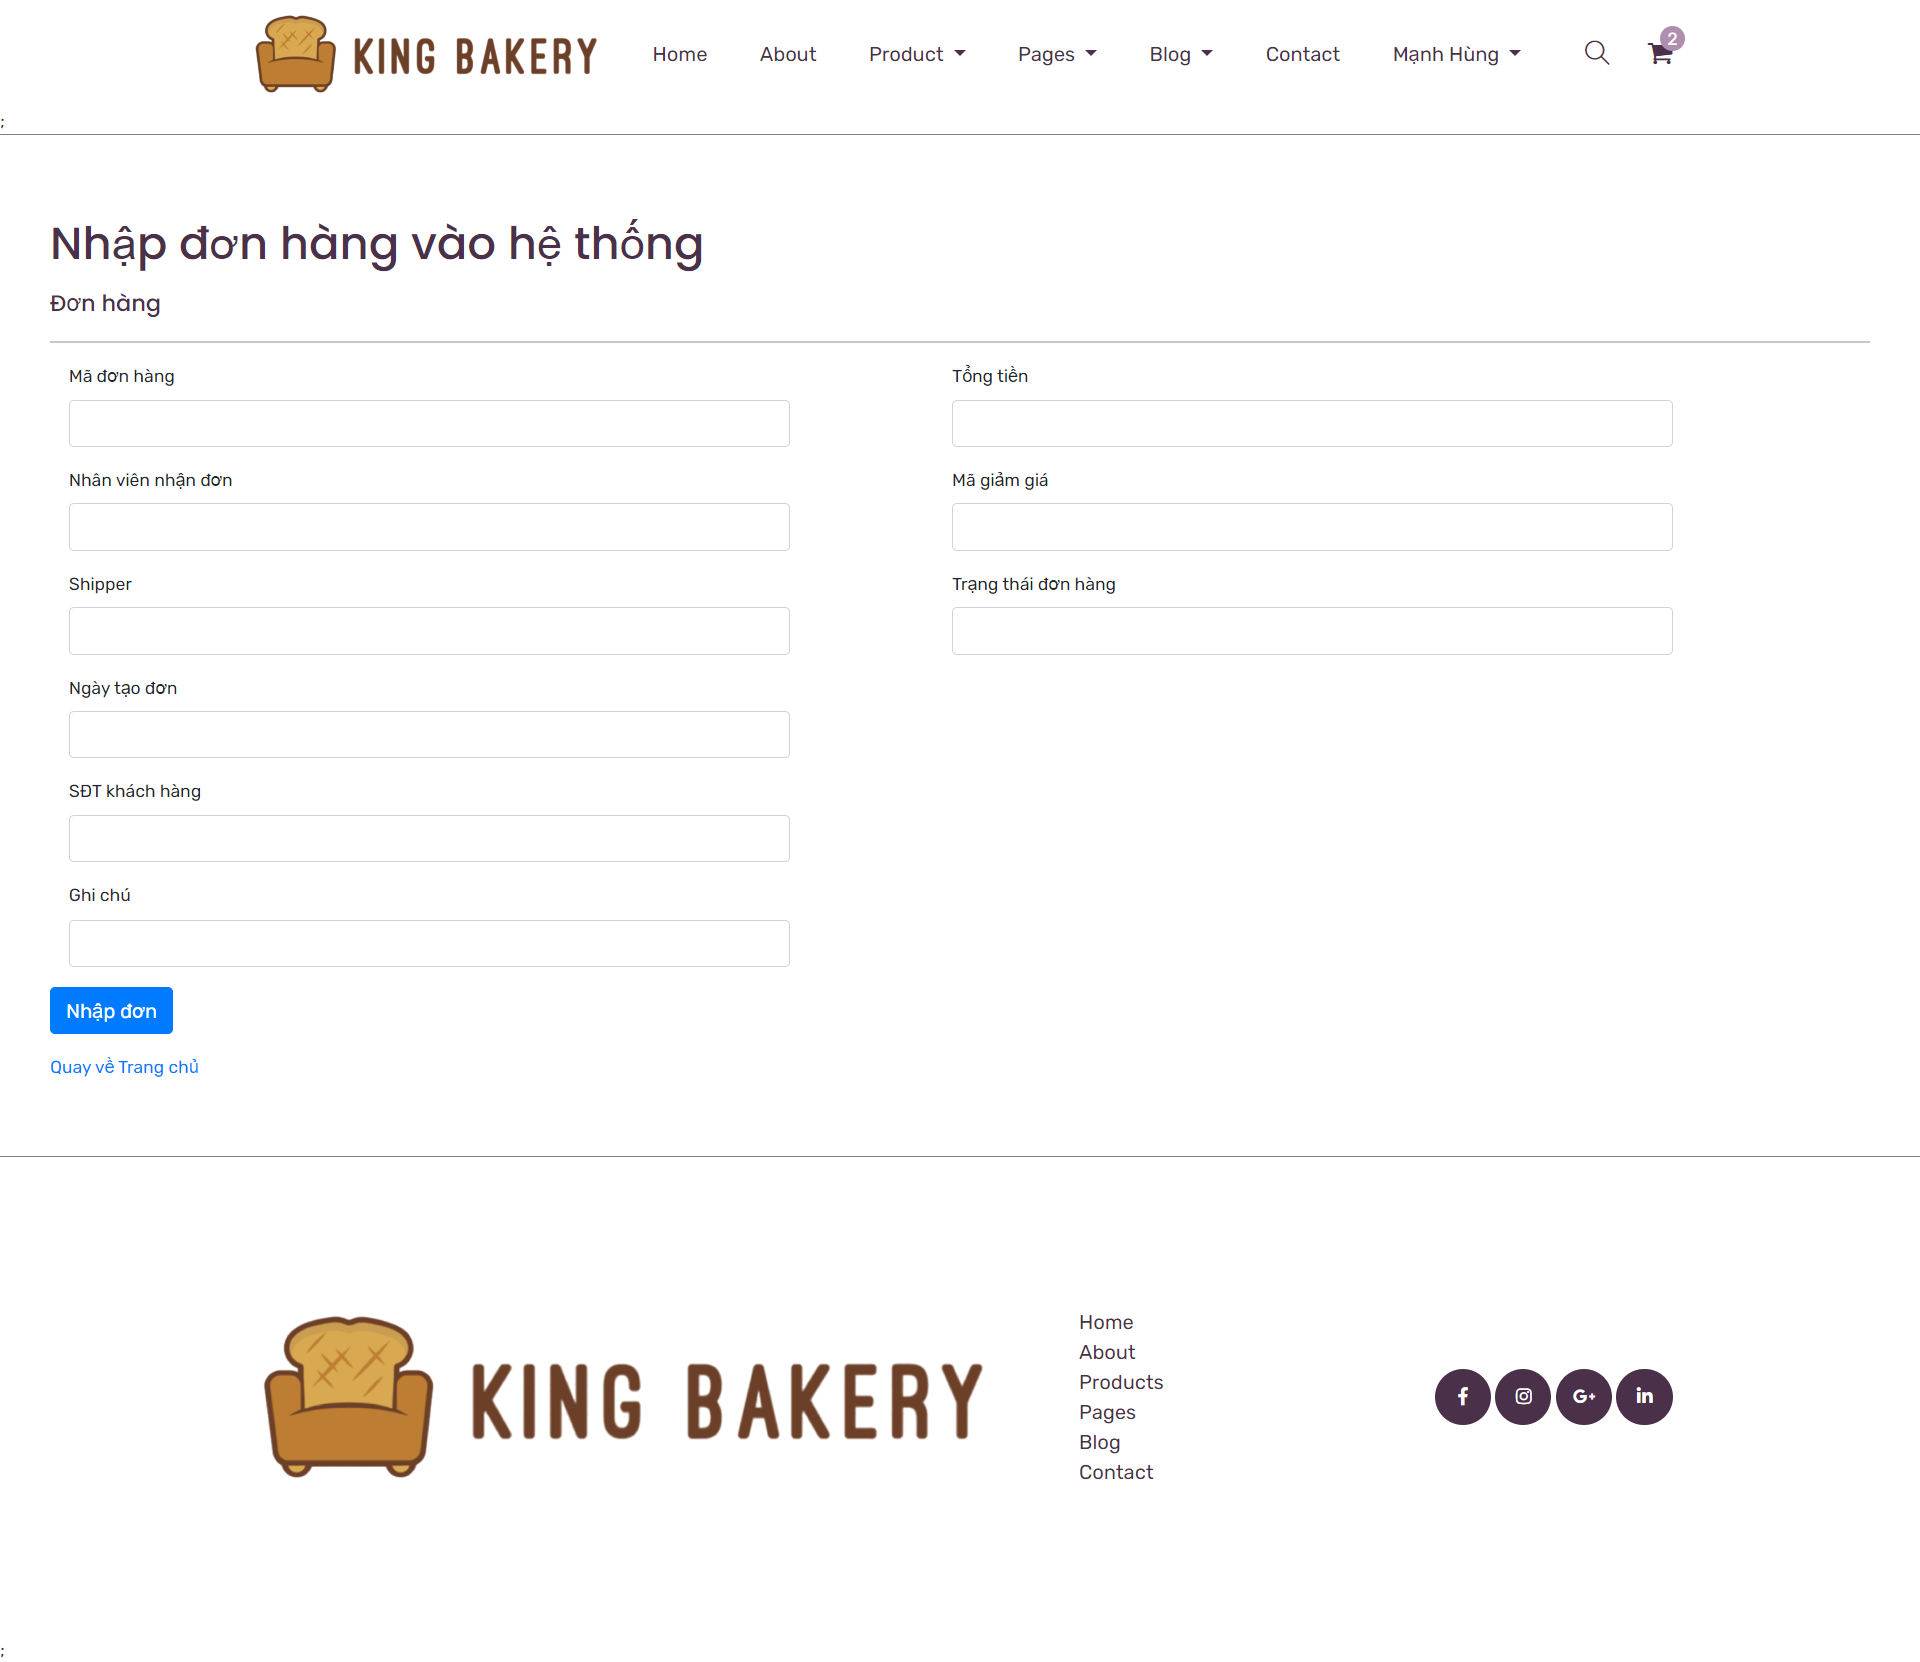 KING BAKERY
Home About Product Pages Blog Contact Mạnh Hùng 2
;
Nhập đơn hàng vào hệ thống
Đơn hàng
Mã đơn hàng
Tổng tiền
Nhân viên nhận đơn
Mã giảm giá
Shipper
Trạng thái đơn hàng
Ngày tạo đơn
SĐT khách hàng
Ghi chú
Nhập đơn
Quay về Trang chủ
KING BAKERY
Home
About
Products
Pages
Blog
Contact
;